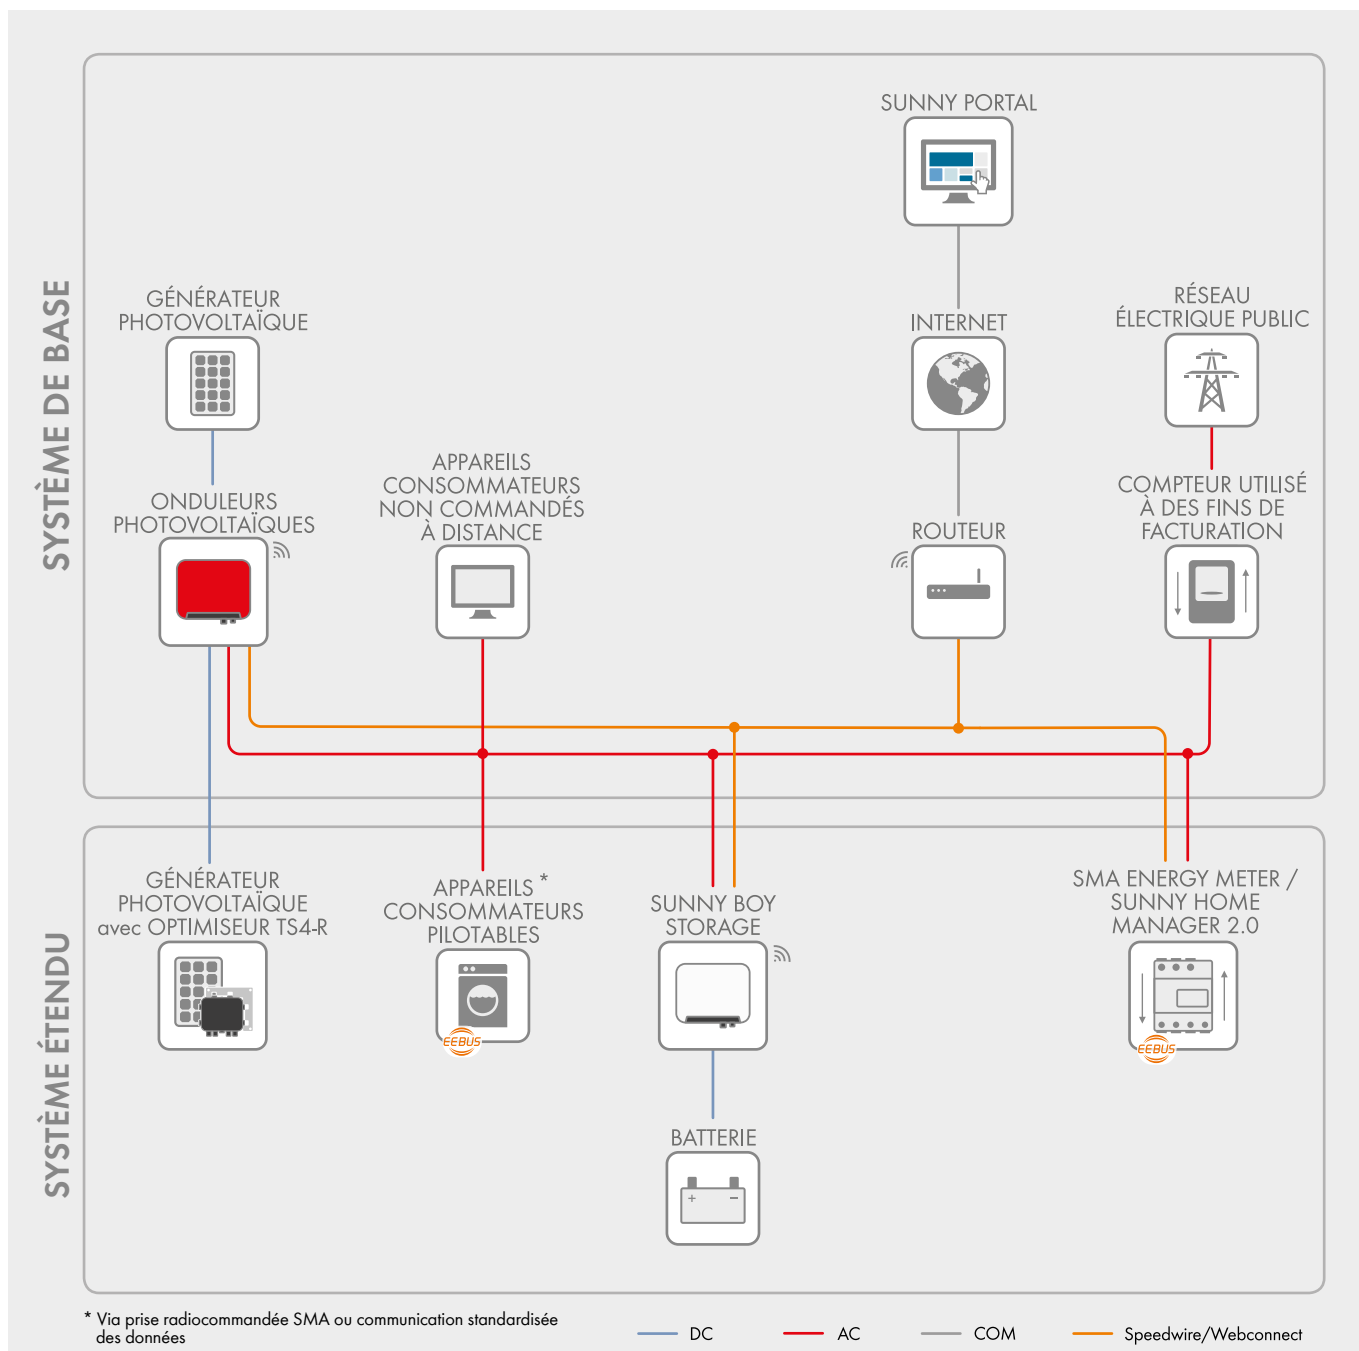 SYSTÈME DE BASE
SUNNY PORTAL
GÉNÉRATEUR
PHOTOVOLTAÏQUE
INTERNET
RÉSEAU
ÉLECTRIQUE PUBLIC
ONDULEURS
PHOTOVOLTAÏQUES
APPAREILS
CONSOMMATEURS
NON COMMANDÉS
À DISTANCE
ROUTEUR
COMPTEUR UTILISÉ
À DES FINS DE
FACTURATION
SYSTÈME ÉTENDU
GÉNÉRATEUR
PHOTOVOLTAÏQUE
avec OPTIMISEUR TS4-R
APPAREILS *
CONSOMMATEURS
PILOTABLES
EEBUS
SUNNY BOY
STORAGE
SMA ENERGY METER /
SUNNY HOME
MANAGER 2.0
EEBUS
BATTERIE
+ −
* Via prise radiocommandée SMA ou communication standardisée
des données
DC
AC
COM
Speedwire/Webconnect